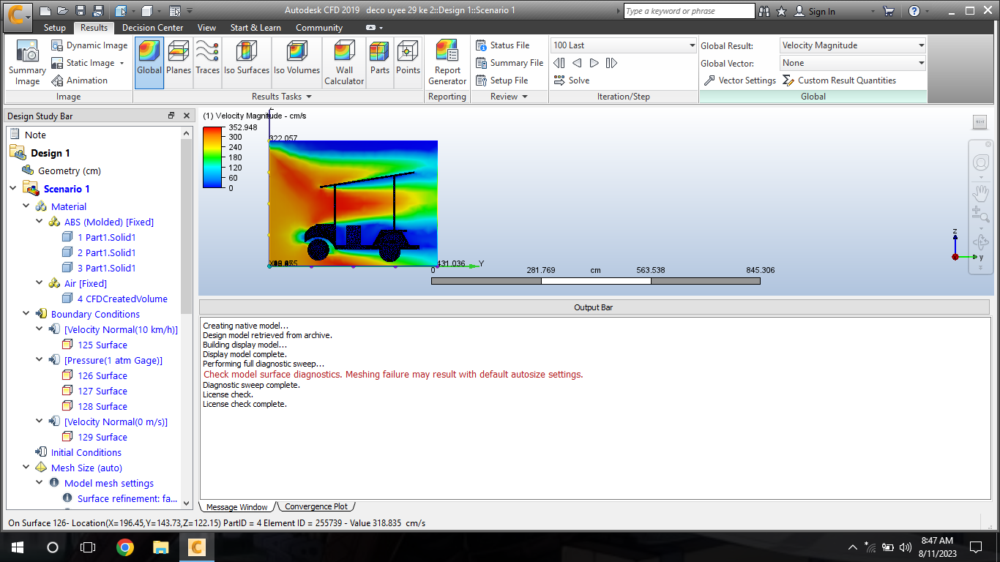 Autodesk CFD 2019   deco uyee 29 ke 2::Design 1::Scenario 1
Type a keyword or phrase
Sign In
Setup
Results
Decision Center
View
Start & Learn
Community
Summary Image
Dynamic Image
Static Image
Animation
Image
Global
Planes
Traces
Iso Surfaces
Iso Volumes
Wall Calculator
Parts
Points
Results Tasks
Report Generator
Reporting
Status File
Summary File
Setup File
Review
100 Last
Solve
Iteration/Step
Global Result:
Velocity Magnitude
Global Vector:
None
Vector Settings
Custom Result Quantities
Global
Design Study Bar
Note
Design 1
Geometry (cm)
Scenario 1
Material
ABS (Molded) [Fixed]
1 Part1.Solid1
2 Part1.Solid1
3 Part1.Solid1
Air [Fixed]
4 CFDCreatedVolume
Boundary Conditions
[Velocity Normal(10 km/h)]
125 Surface
[Pressure(1 atm Gage)]
126 Surface
127 Surface
128 Surface
[Velocity Normal(0 m/s)]
129 Surface
Initial Conditions
Mesh Size (auto)
Model mesh settings
Surface refinement: fa...
(1) Velocity Magnitude - cm/s
352.948
300
240
180
120
60
0
322.057
431.036
Y
0
281.769
cm
563.538
845.306
z
y
Output Bar
Creating native model...
Design model retrieved from archive.
Building display model...
Display model complete.
Performing full diagnostic sweep...
Check model surface diagnostics. Meshing failure may result with default autosize settings.
Diagnostic sweep complete.
License check.
License check complete.
Message Window
Convergence Plot
On Surface 126- Location(X=196.45,Y=143.73,Z=122.15) PartID = 4 Element ID = 255739 - Value 318.835  cm/s
8:47 AM
8/11/2023